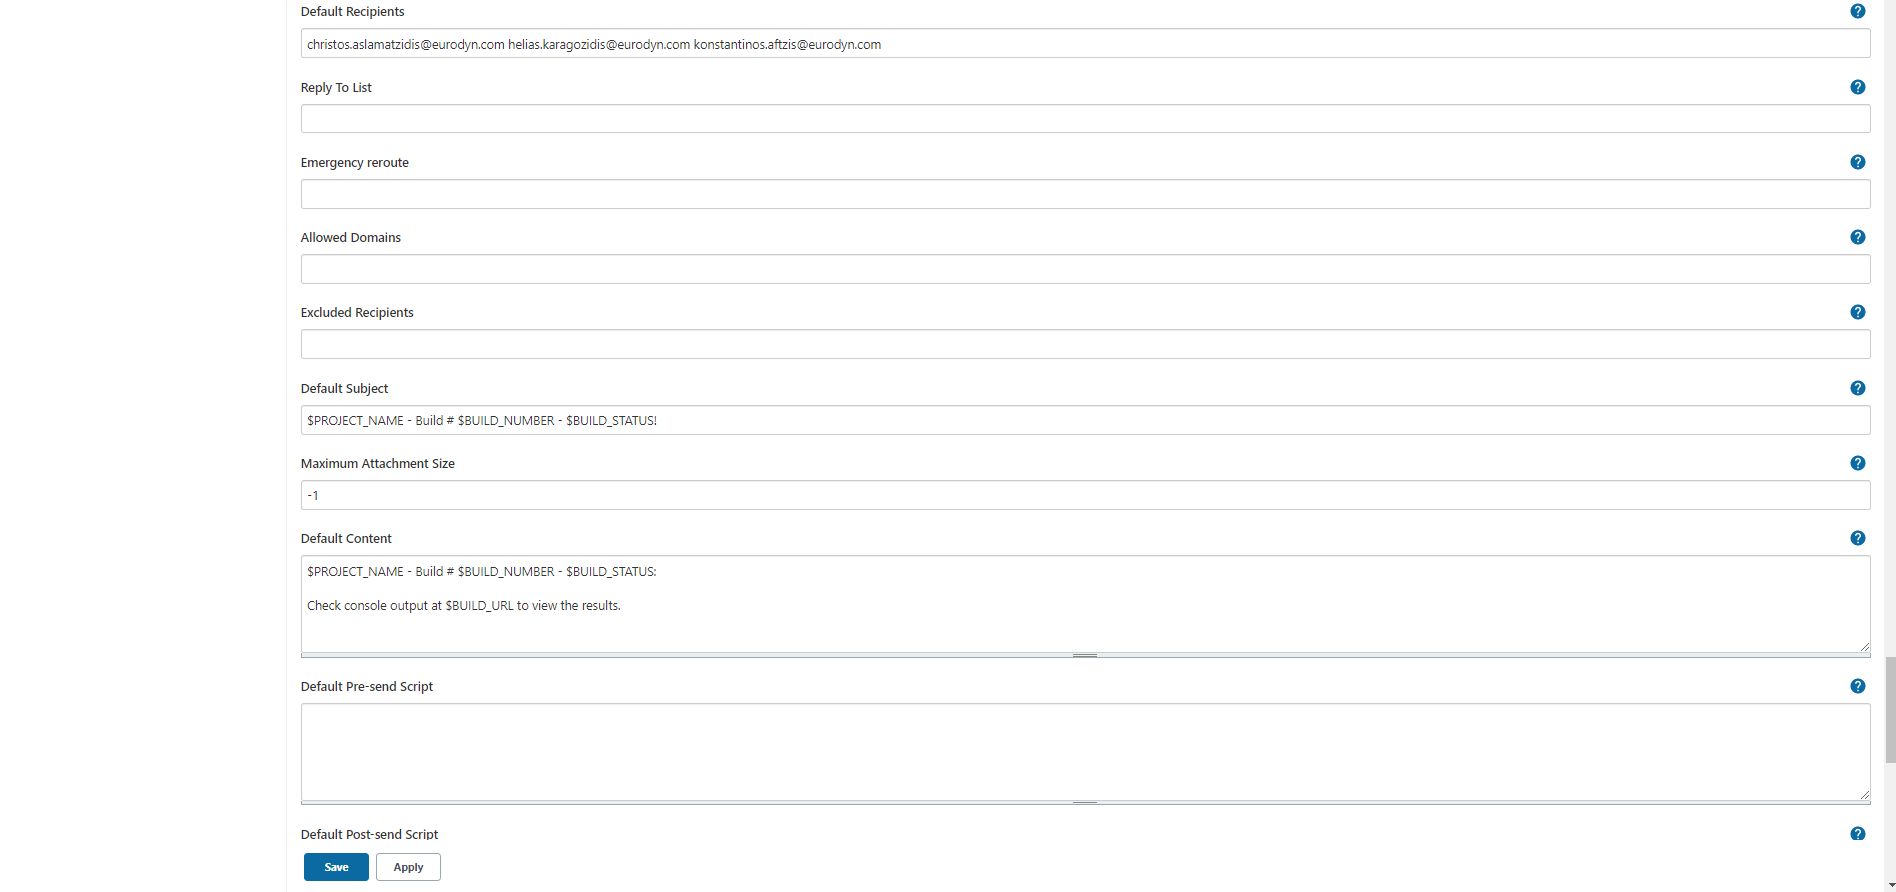 Default Recipients
?
christos.aslamatzidis@eurodyn.com helias.karagozidis@eurodyn.com konstantinos.aftzis@eurodyn.com
Reply To List
?
Emergency reroute
?
Allowed Domains
?
Excluded Recipients
?
Default Subject
?
$PROJECT_NAME - Build # $BUILD_NUMBER - $BUILD_STATUS!
Maximum Attachment Size
?
-1
Default Content
?
$PROJECT_NAME - Build # $BUILD_NUMBER - $BUILD_STATUS:
Check console output at $BUILD_URL to view the results.
Default Pre-send Script
?
Default Post-send Script
?
Save
Apply